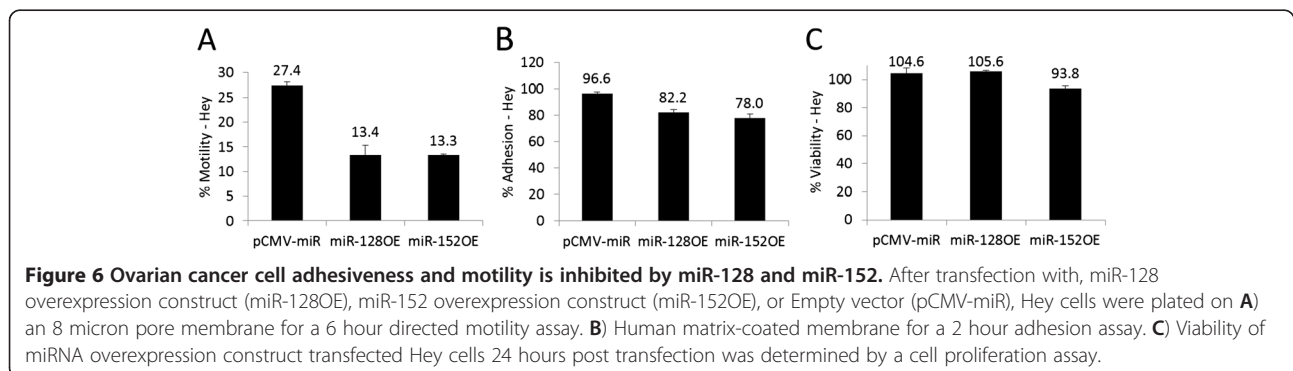 A
% Motility - Hey
30
25
20
15
10
5
0
27.4
13.4
13.3
pCMV-miR miR-128OE miR-152OE
B
% Adhesion - Hey
120
100
80
60
40
20
0
96.6
82.2
78.0
pCMV-miR miR-128OE miR-152OE
C
% Viability - Hey
100
80
60
40
20
0
104.6
105.6
93.8
pCMV-miR miR-128OE miR-152OE
Figure 6 Ovarian cancer cell adhesiveness and motility is inhibited by miR-128 and miR-152. After transfection with, miR-128
overexpression construct (miR-128OE), miR-152 overexpression construct (miR-152OE), or Empty vector (pCMV-miR), Hey cells were plated on A)
an 8 micron pore membrane for a 6 hour directed motility assay. B) Human matrix-coated membrane for a 2 hour adhesion assay. C) Viability of
miRNA overexpression construct transfected Hey cells 24 hours post transfection was determined by a cell proliferation assay.